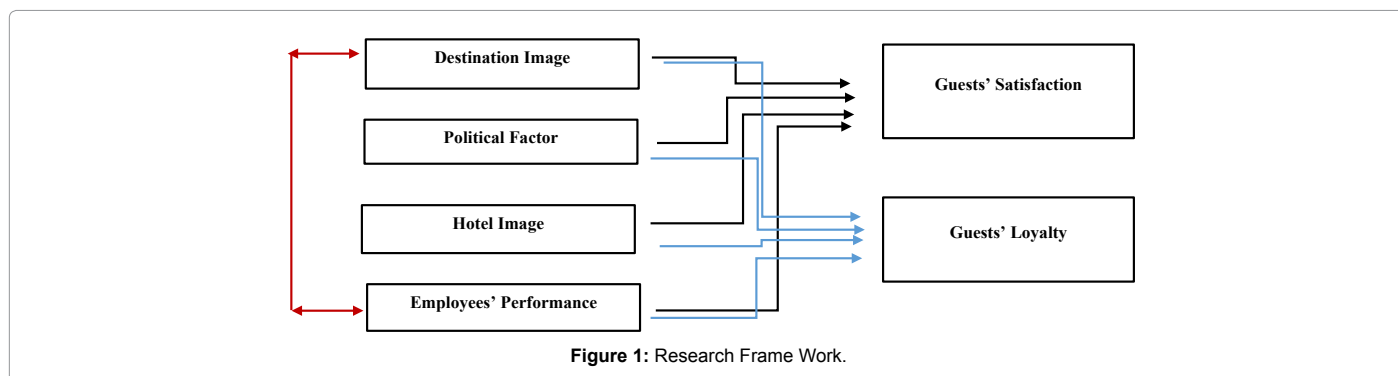 Destination Image
Guests’ Satisfaction
Political Factor
Hotel Image
Guests’ Loyalty
Employees’ Performance
Figure 1: Research Frame Work.